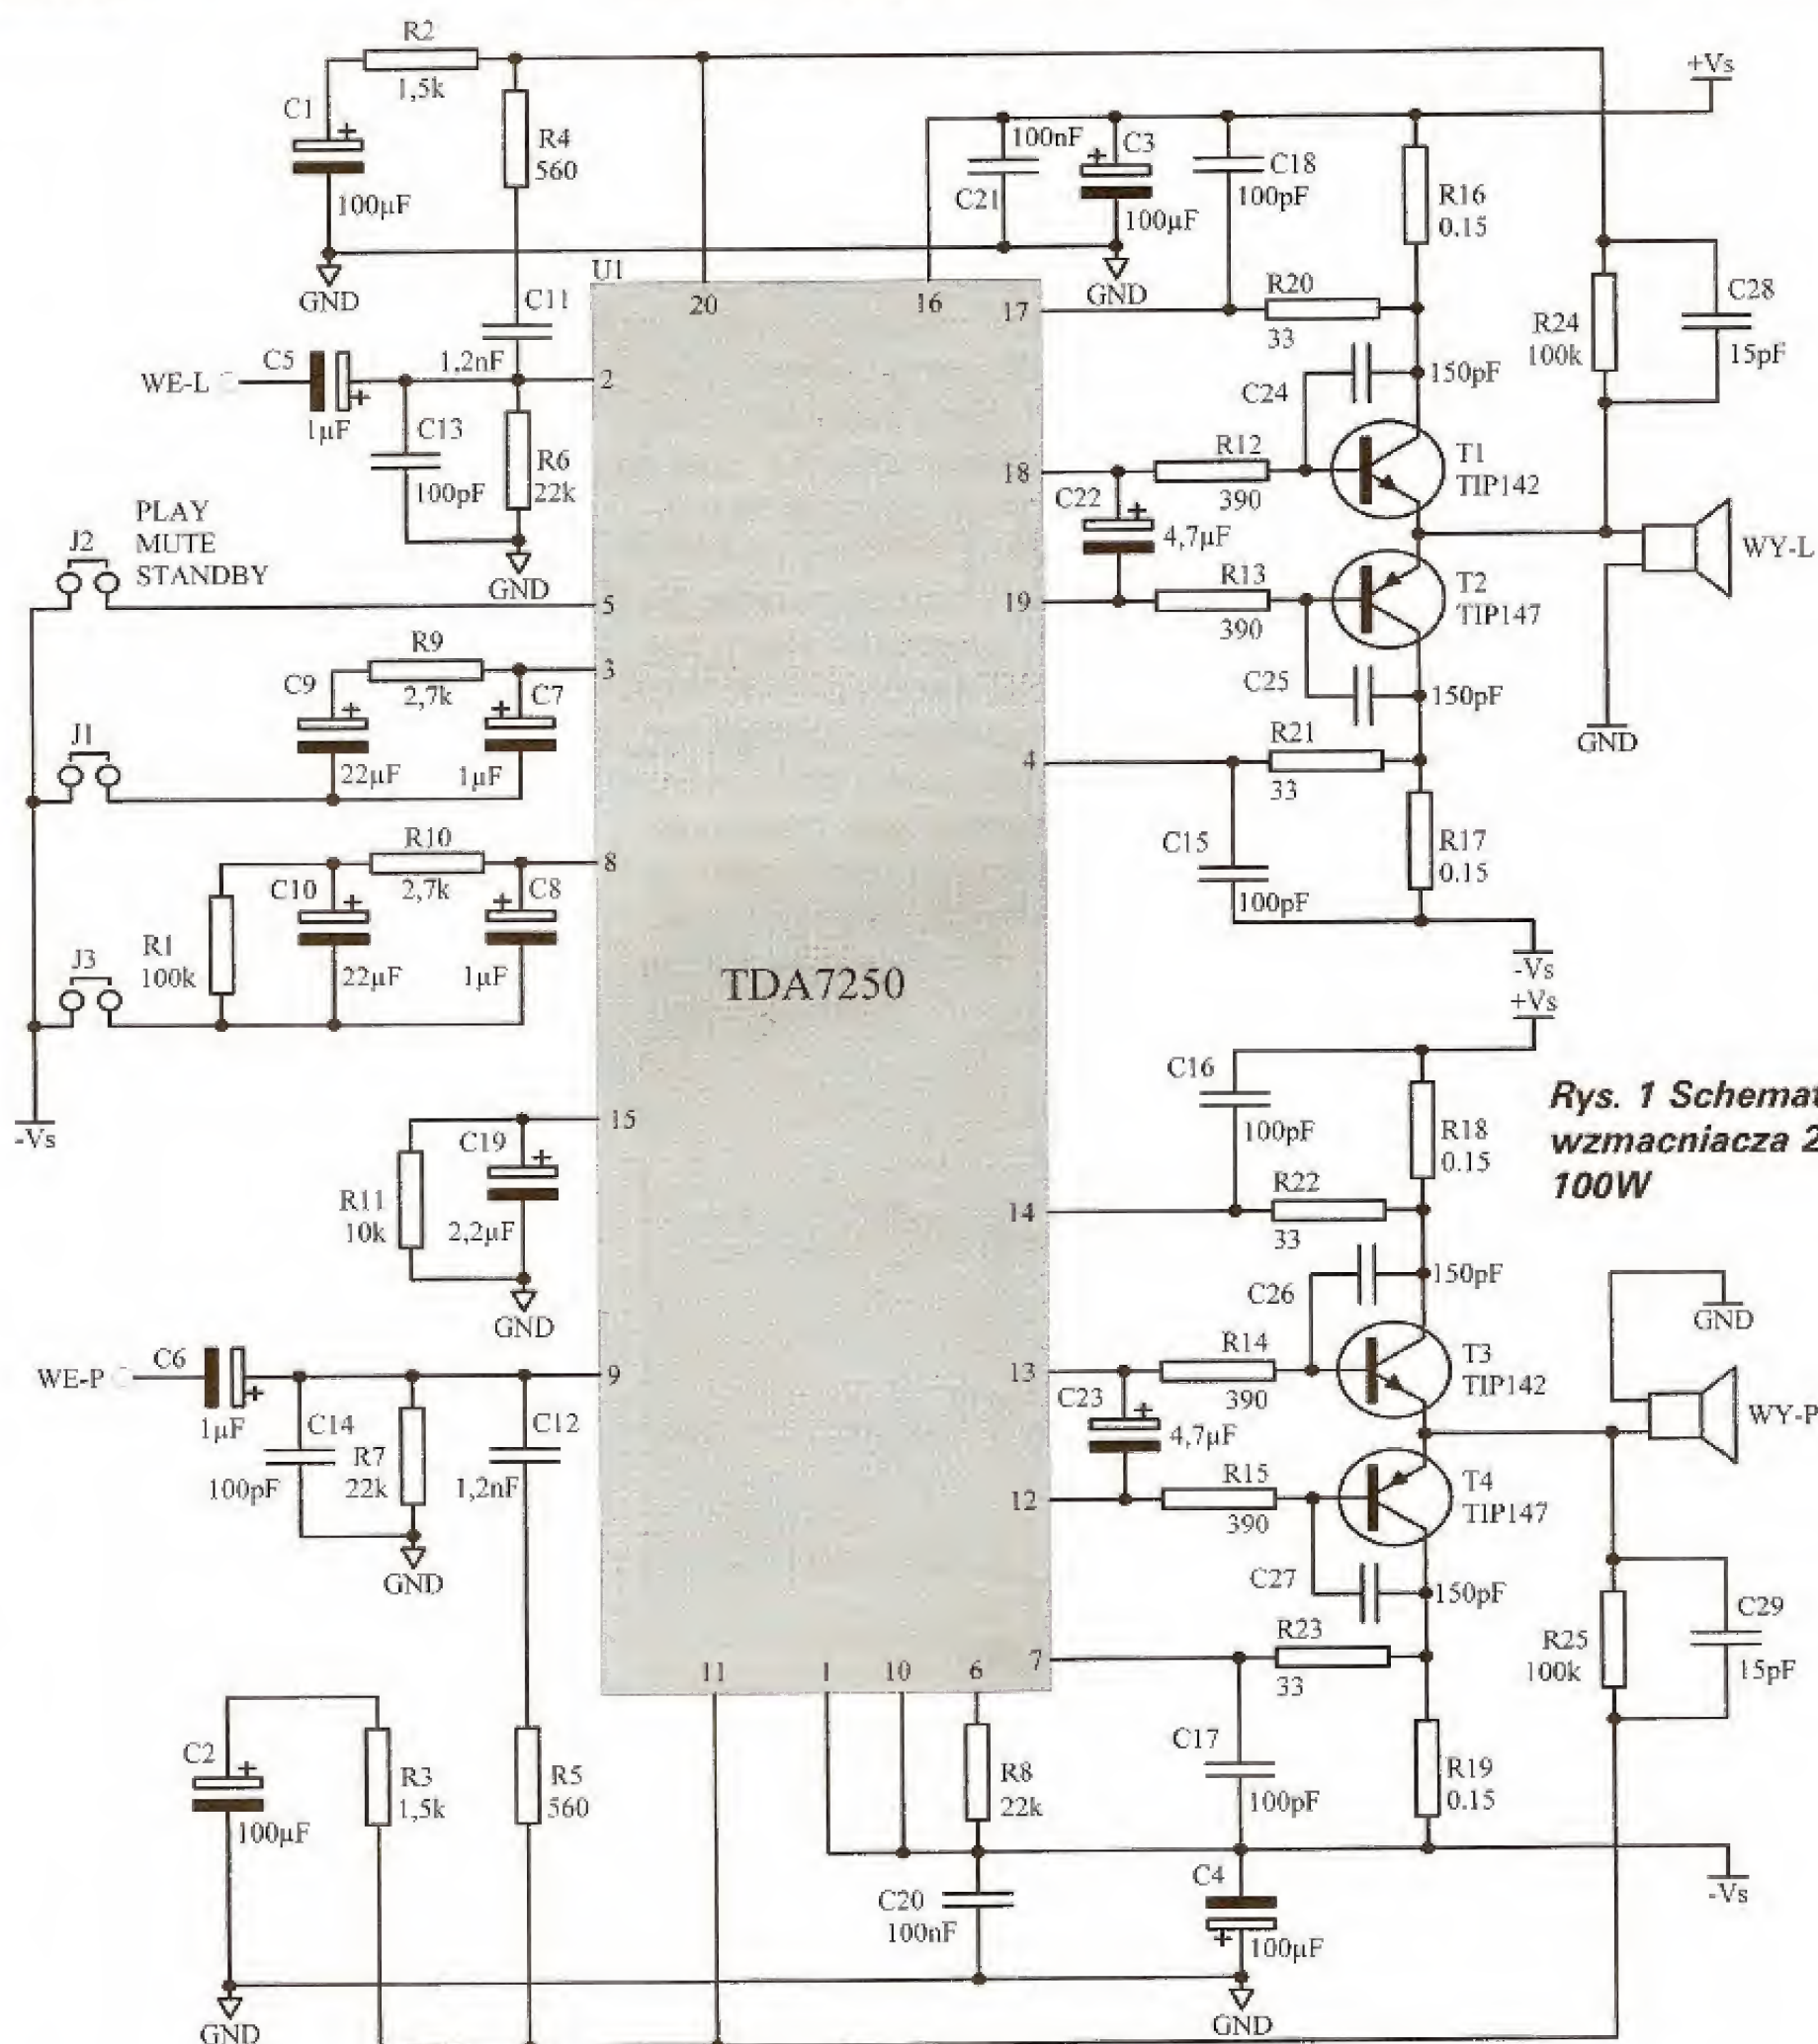 R2
1,5k
C1
+
100µF
GND
R4
560
C11
1,2nF
U1
20
16
100nF
C21
+
C3
100µF
GND
C18
100pF
R16
0.15
+Vs
17
R20
33
C24
150pF
R24
100k
C28
15pF
WE-L
C5
+
1µF
C13
100pF
R6
22k
GND
2
18
R12
390
T1
TIP142
C22
+
4,7µF
19
R13
390
T2
TIP147
WY-L
GND
C25
150pF
PLAY
MUTE
STANDBY
J2
5
R9
2,7k
3
C9
+
22µF
+
C7
1µF
J1
4
R21
33
C15
100pF
R17
0.15
-Vs
R10
2,7k
8
C10
+
22µF
+
C8
1µF
R1
100k
J3
-Vs
TDA7250
+Vs
C16
100pF
R18
0.15
Rys. 1 Schemat
wzmacniacza 2
100W
15
C19
+
2,2µF
R11
10k
GND
14
R22
33
C26
150pF
GND
WE-P
C6
+
1µF
C14
100pF
R7
22k
GND
C12
1,2nF
9
13
R14
390
T3
TIP142
C23
+
4,7µF
12
R15
390
T4
TIP147
WY-P
C27
150pF
R25
100k
C29
15pF
7
R23
33
11
1
10
6
C2
+
100µF
R3
1,5k
R5
560
R8
22k
C17
100pF
R19
0.15
-Vs
C20
100nF
C4
+
100µF
GND
GND